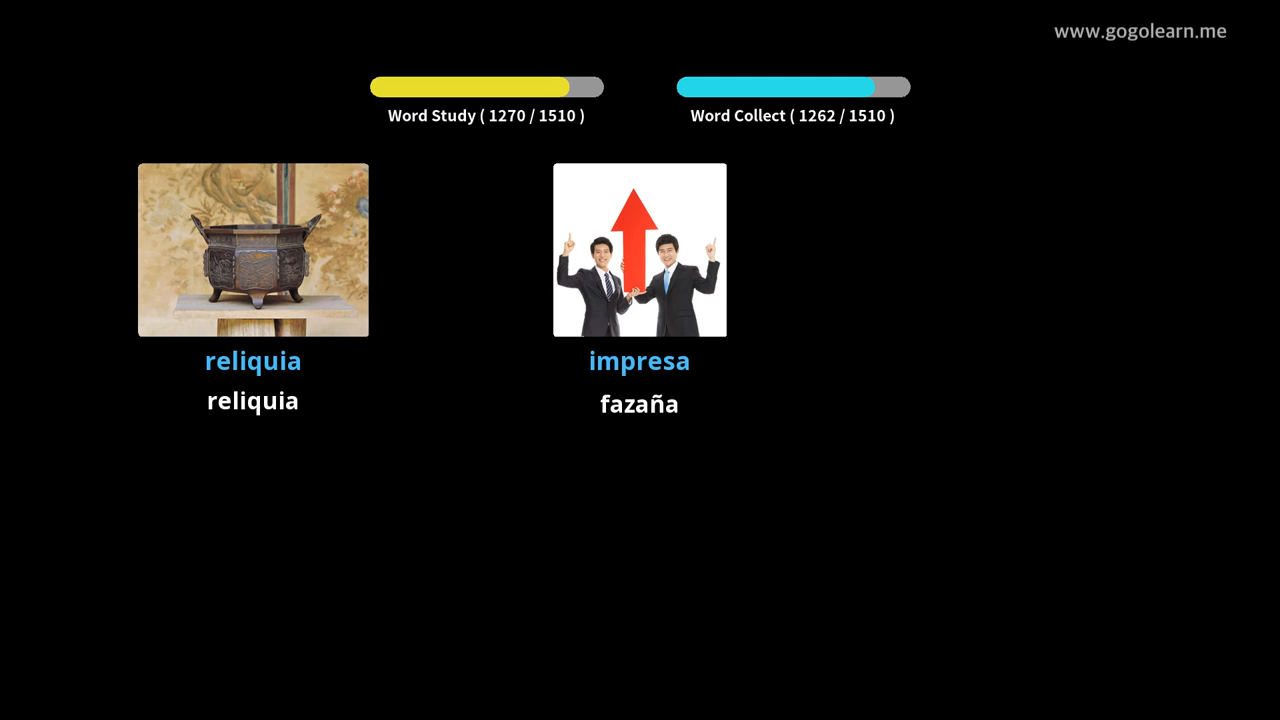 www.gogolearn.me
Word Study ( 1270 / 1510 )
Word Collect ( 1262 / 1510 )
reliquia
reliquia
impresa
fazaña